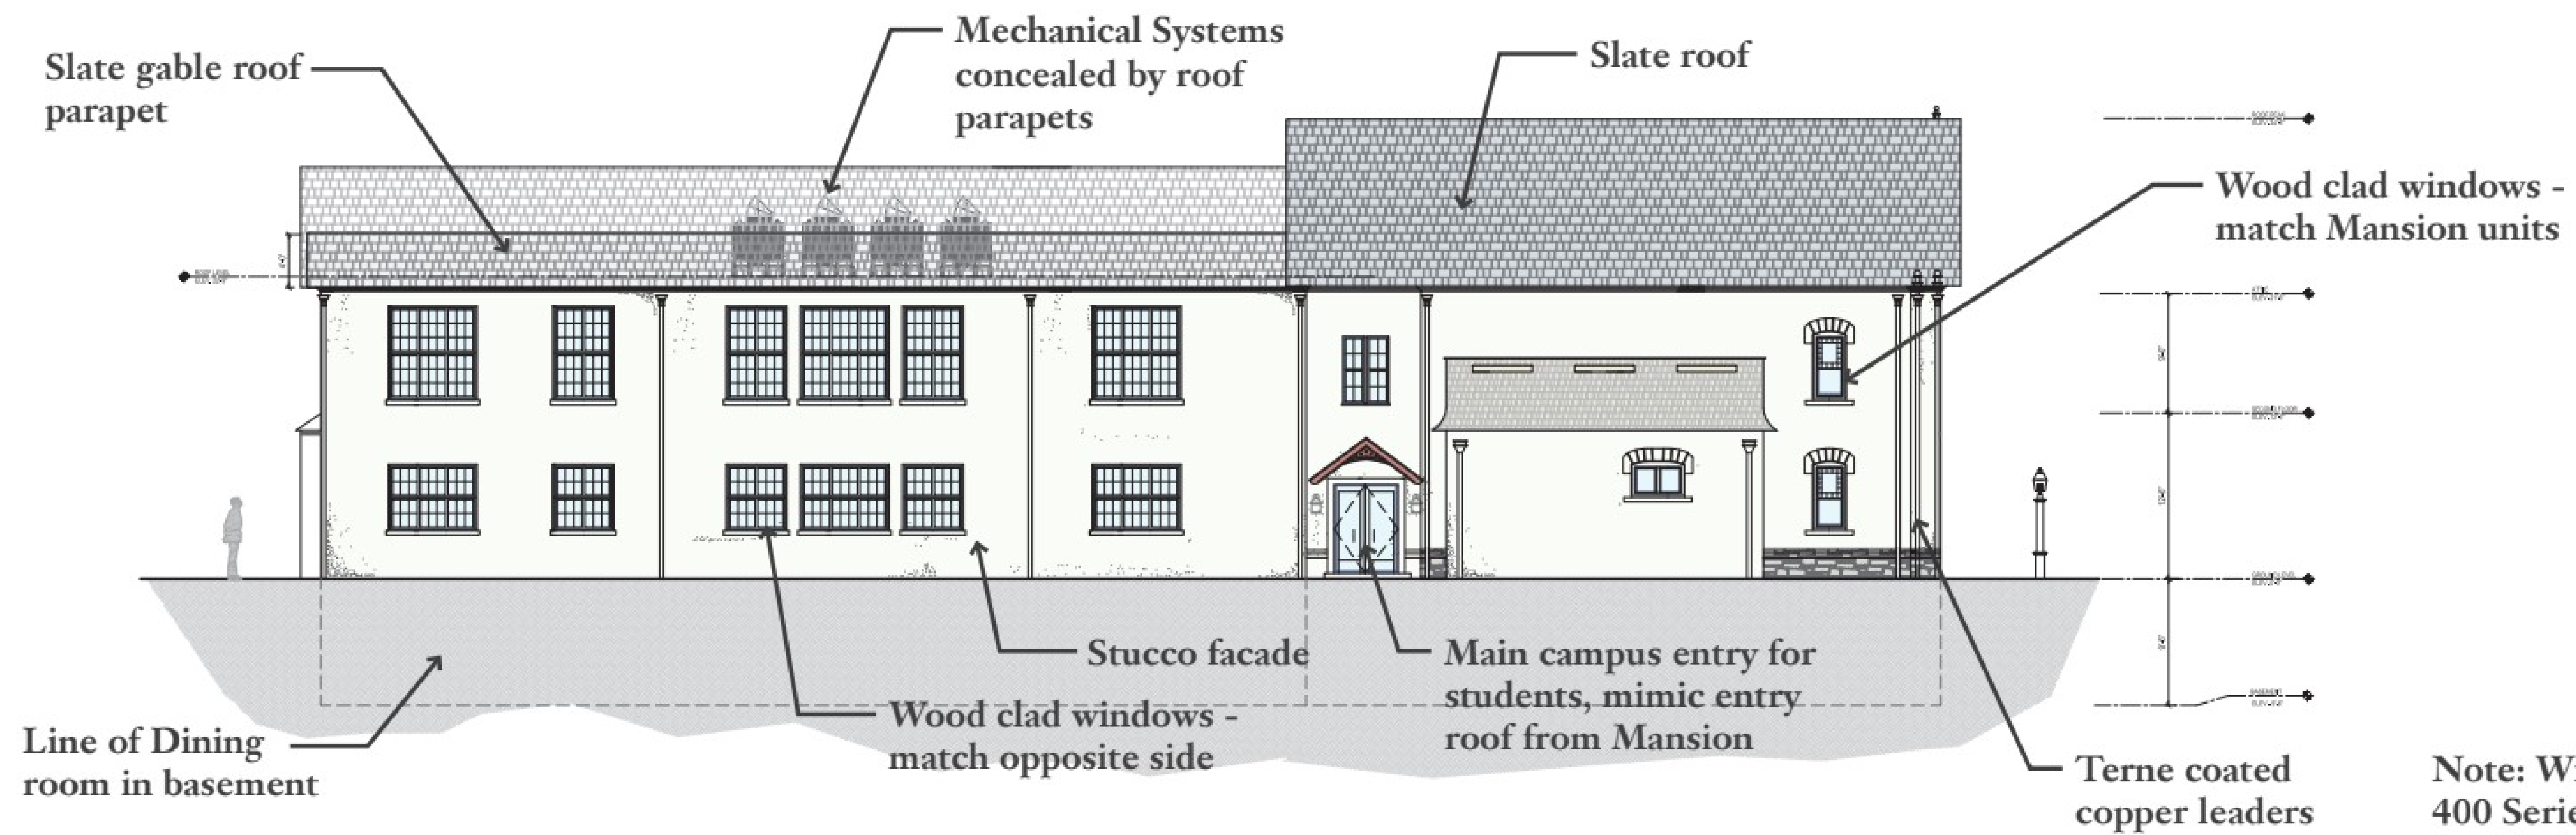 Mechanical Systems
concealed by roof
parapets
Slate gable roof
parapet
Slate roof
Wood clad windows -
match Mansion units
Stucco facade
Main campus entry for
students, mimic entry
roof from Mansion
Wood clad windows -
match opposite side
Line of Dining
room in basement
Terne coated
copper leaders
Note:
400